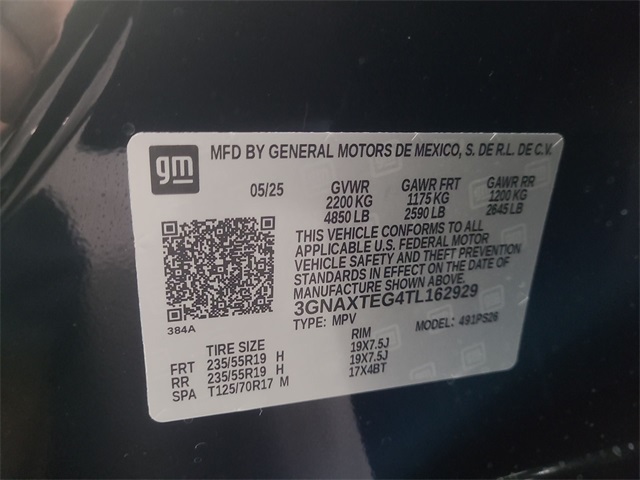 gm
MFD BY GENERAL MOTORS DE MEXICO, S. DE R.L. DE C.V.
05/25 GVWR GAWR FRT GAWR RR
2200 KG 1175 KG 1200 KG
4850 LB 2590 LB 2645 LB
THIS VEHICLE CONFORMS TO ALL
APPLICABLE U.S. FEDERAL MOTOR
VEHICLE SAFETY AND THEFT PREVENTION
STANDARDS IN EFFECT ON THE DATE OF
MANUFACTURE SHOWN ABOVE.
3GNAXTEG4TL162929
384A
TYPE: MPV MODEL: 491PS26
TIRE SIZE RIM
FRT 235/55R19 H 19X7.5J
RR 235/55R19 H 19X7.5J
SPA T125/70R17 M 17X4BT